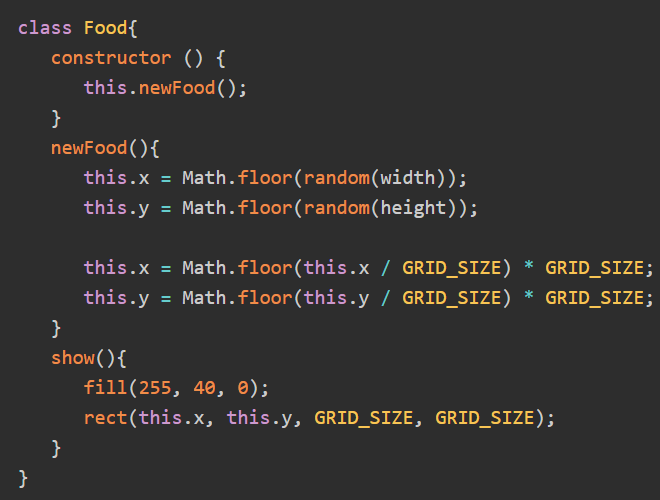 class Food{
   constructor () {
      this.newFood();
   }
   newFood(){
      this.x = Math.floor(random(width));
      this.y = Math.floor(random(height));

      this.x = Math.floor(this.x / GRID_SIZE) * GRID_SIZE;
      this.y = Math.floor(this.y / GRID_SIZE) * GRID_SIZE;
   }
   show(){
      fill(255, 40, 0);
      rect(this.x, this.y, GRID_SIZE, GRID_SIZE);
   }
}